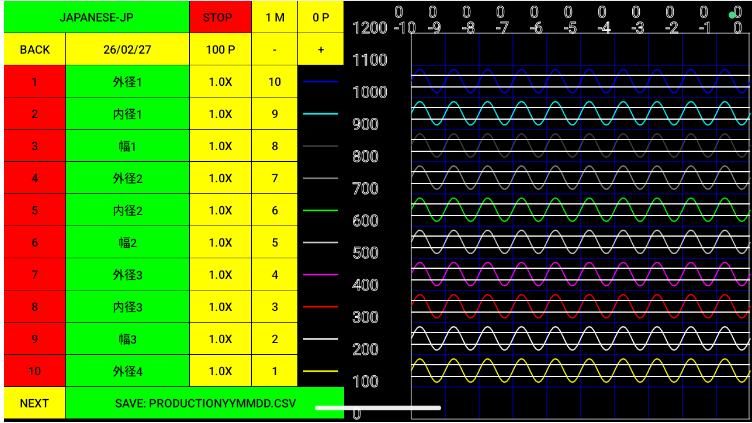 JAPANESE-JP STOP 1 M 0 P
BACK 26/02/27 100 P - +
1 外径1 1.0X 10
2 内径1 1.0X 9
3 幅1 1.0X 8
4 外径2 1.0X 7
5 内径2 1.0X 6
6 幅2 1.0X 5
7 外径3 1.0X 4
8 内径3 1.0X 3
9 幅3 1.0X 2
10 外径4 1.0X 1
NEXT SAVE: PRODUCTIONYYMMDD.CSV
0 0 0 0 0 0 0 0 0 0 0
-10 -9 -8 -7 -6 -5 -4 -3 -2 -1 0
1200
1100
1000
900
800
700
600
500
400
300
200
100
0